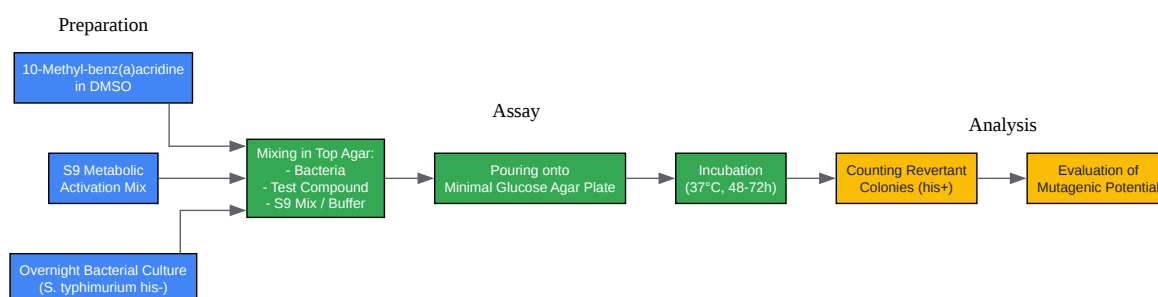 Preparation
10-Methyl-benz(a)acridine
in DMSO
S9 Metabolic
Activation Mix
Overnight Bacterial Culture
(S. typhimurium his-)
Assay
Mixing in Top Agar:
- Bacteria
- Test Compound
- S9 Mix / Buffer
Pouring onto
Minimal Glucose Agar Plate
Incubation
(37°C, 48-72h)
Analysis
Counting Revertant
Colonies (his+)
Evaluation of
Mutagenic Potential